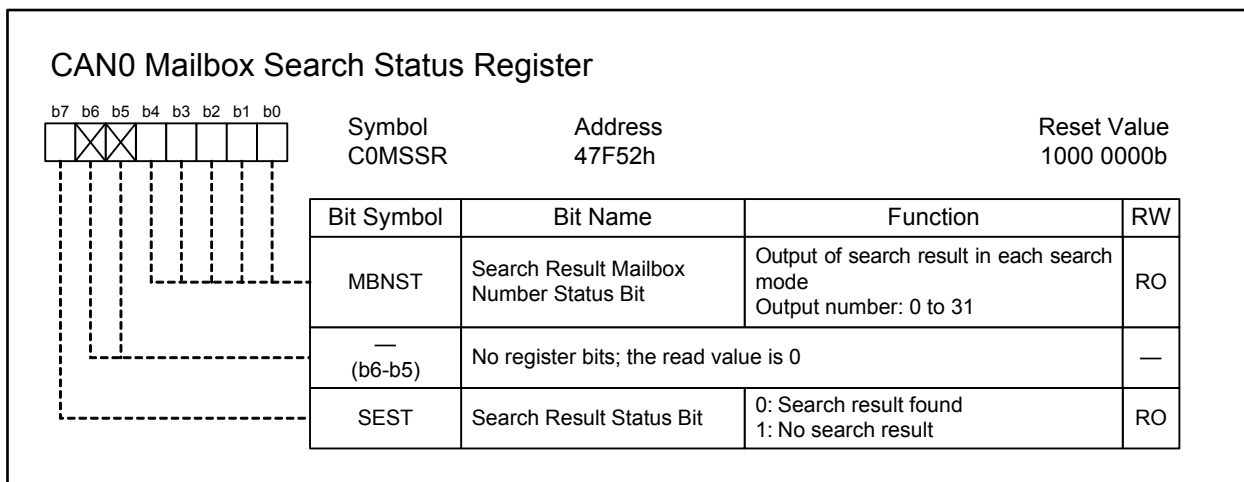 CAN0 Mailbox Search Status Register
b7 b6 b5 b4 b3 b2 b1 b0
Symbol Address Reset Value
C0MSSR 47F52h 1000 0000b
Bit Symbol Bit Name Function RW
MBNST
Search Result Mailbox
Number Status Bit
Output of search result in each search
mode
Output number: 0 to 31
RO
—
(b6-b5)
No register bits; the read value is 0
—
SEST
Search Result Status Bit
0: Search result found
1: No search result
RO